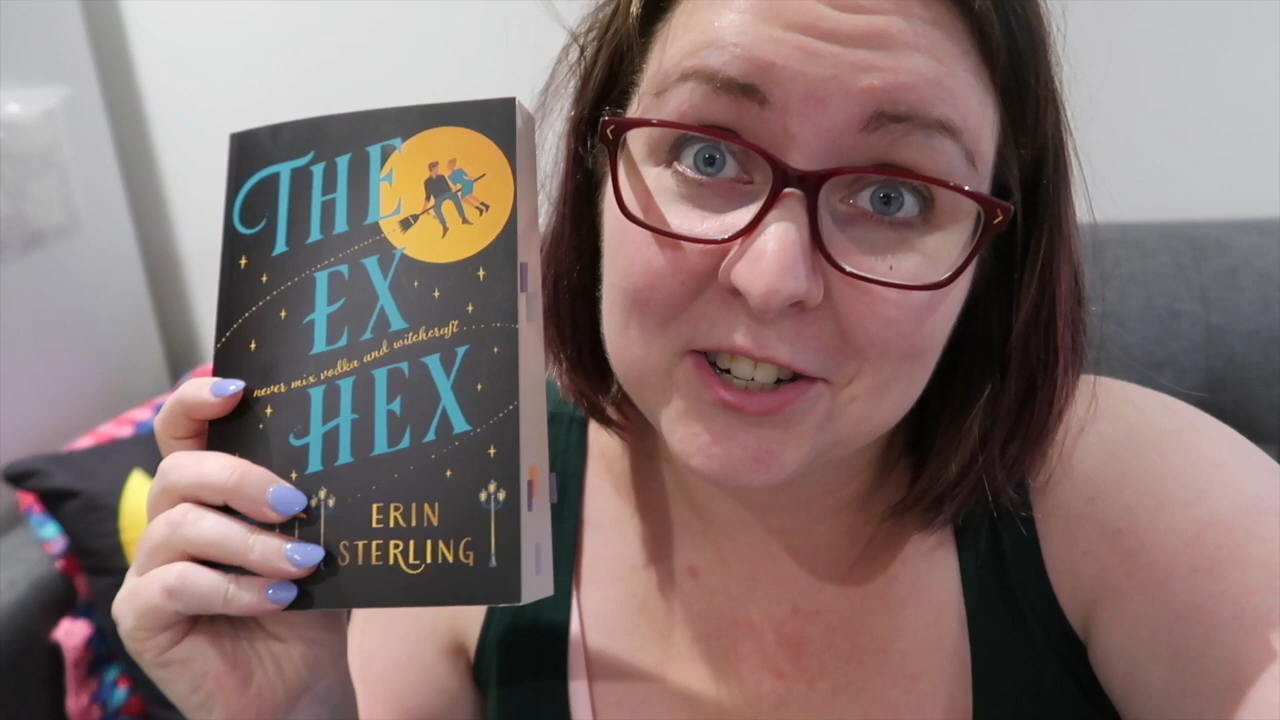 THE
EX
never mix vodka and witchcraft
HEX
ERIN
STERLING